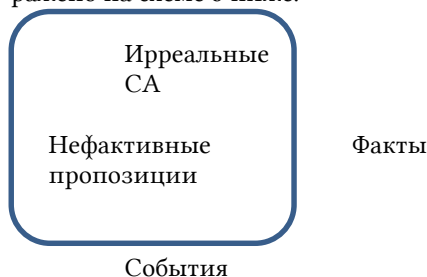 Ирреальные
СА
Нефактивные
пропозиции
Факты
События